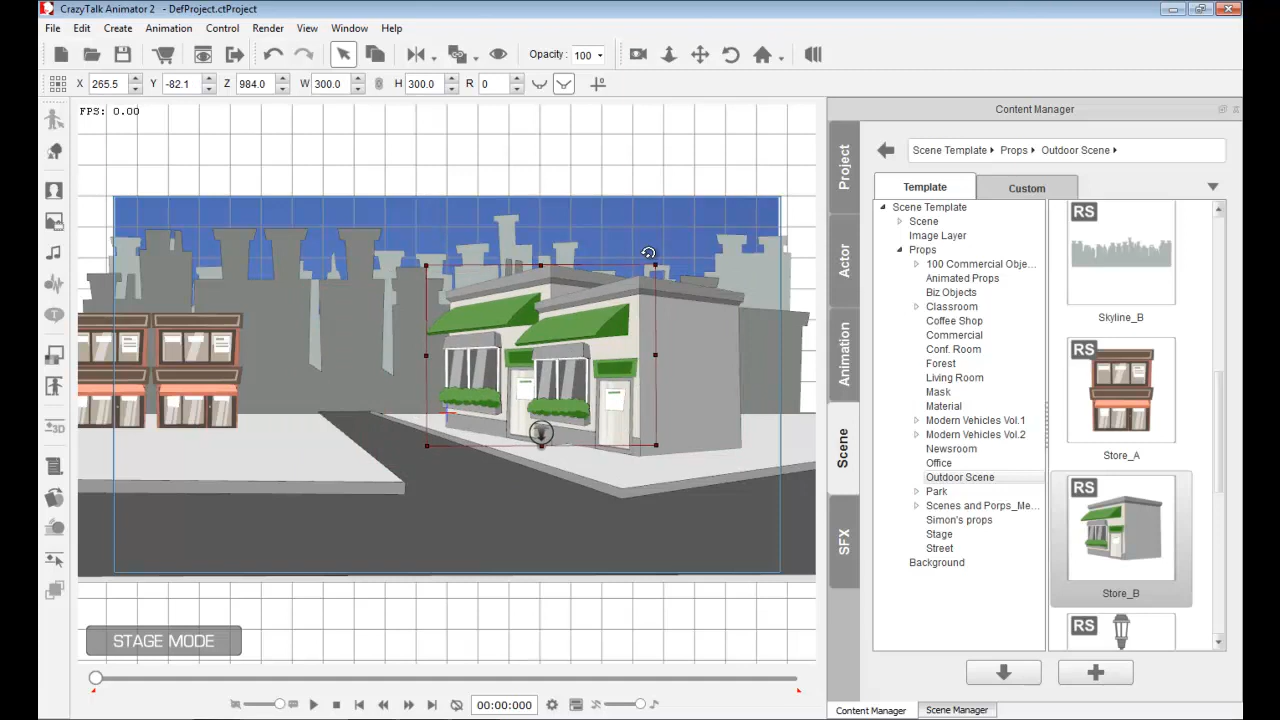 CrazyTalk Animator 2 - DefProject.ctProject
File Edit Create Animation Control Render View Window Help
Opacity: 100
X 265.5 Y -82.1 Z 984.0 W 300.0 H 300.0 R 0
FPS: 0.00
STAGE MODE
00:00:000
Content Manager
Project
Actor
Animation
Scene
SFX
Scene Template Props Outdoor Scene
Template Custom
Scene Template
Scene
Image Layer
Props
100 Commercial Obje...
Animated Props
Biz Objects
Classroom
Coffee Shop
Commercial
Conf. Room
Forest
Living Room
Mask
Material
Modern Vehicles Vol.1
Modern Vehicles Vol.2
Newsroom
Office
Outdoor Scene
Park
Scenes and Porps_Me...
Simon's props
Stage
Street
Background
RS
Skyline_B
RS
Store_A
RS
Store_B
RS
Content Manager Scene Manager
3D